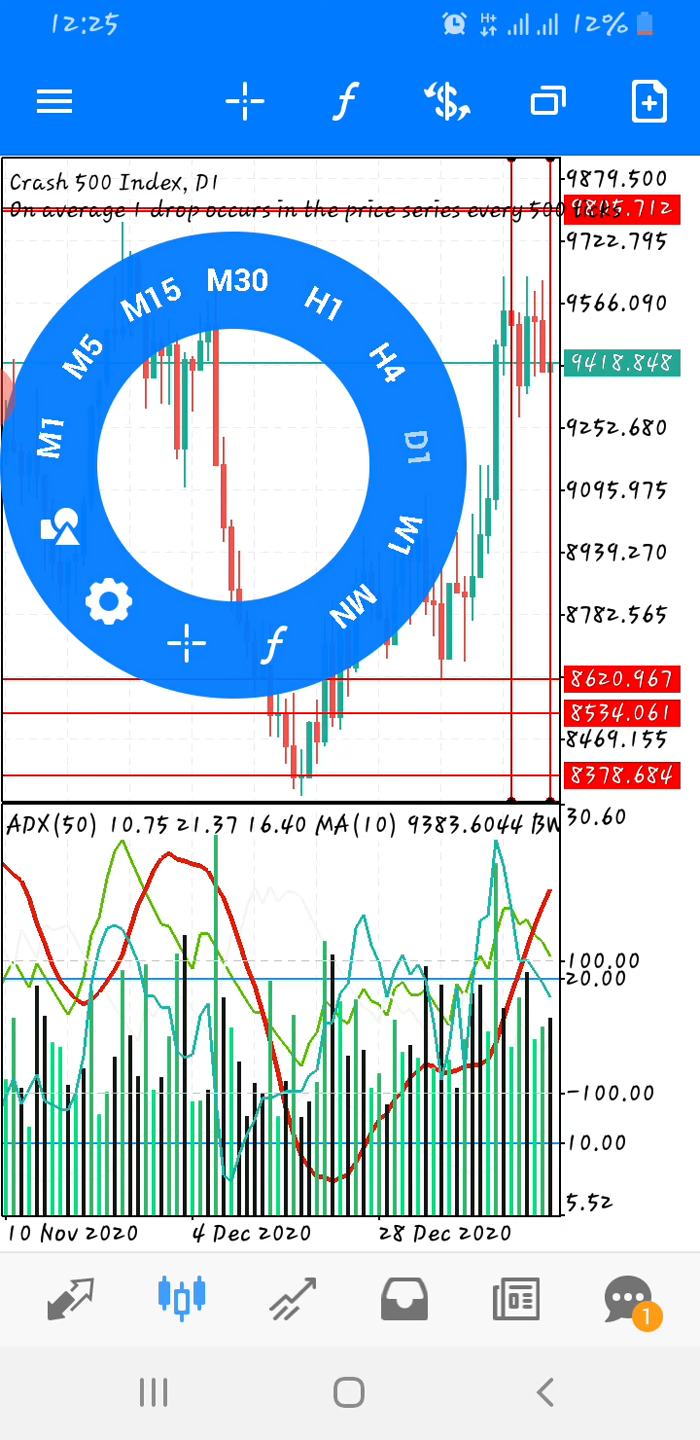 12:25 H+ 12%
f $
Crash 500 Index, D1
On average 1 drop occurs in the price series every 500 ticks
9879.500
9722.795
9566.090
9418.848
9252.680
9095.975
8939.270
8782.565
8620.967
8534.061
8469.155
8378.684
M1
M5
M15
M30
H1
H4
D1
W1
MN
f
ADX(50) 10.75 21.37 16.40 MA(10) 9383.6044 BW
30.60
100.00
20.00
-100.00
10.00
5.52
10 Nov 2020 4 Dec 2020 28 Dec 2020
1